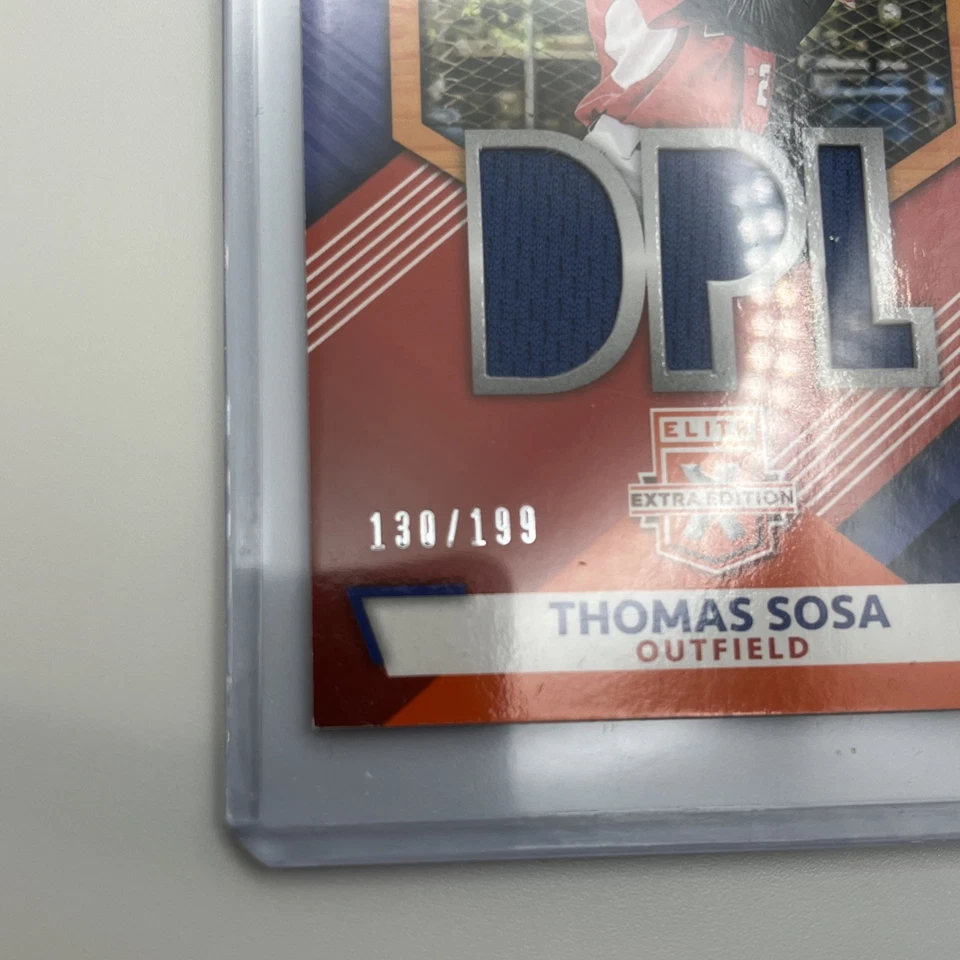 DPL
ELITE
X
EXTRA EDITION
130/199
THOMAS SOSA
OUTFIELD